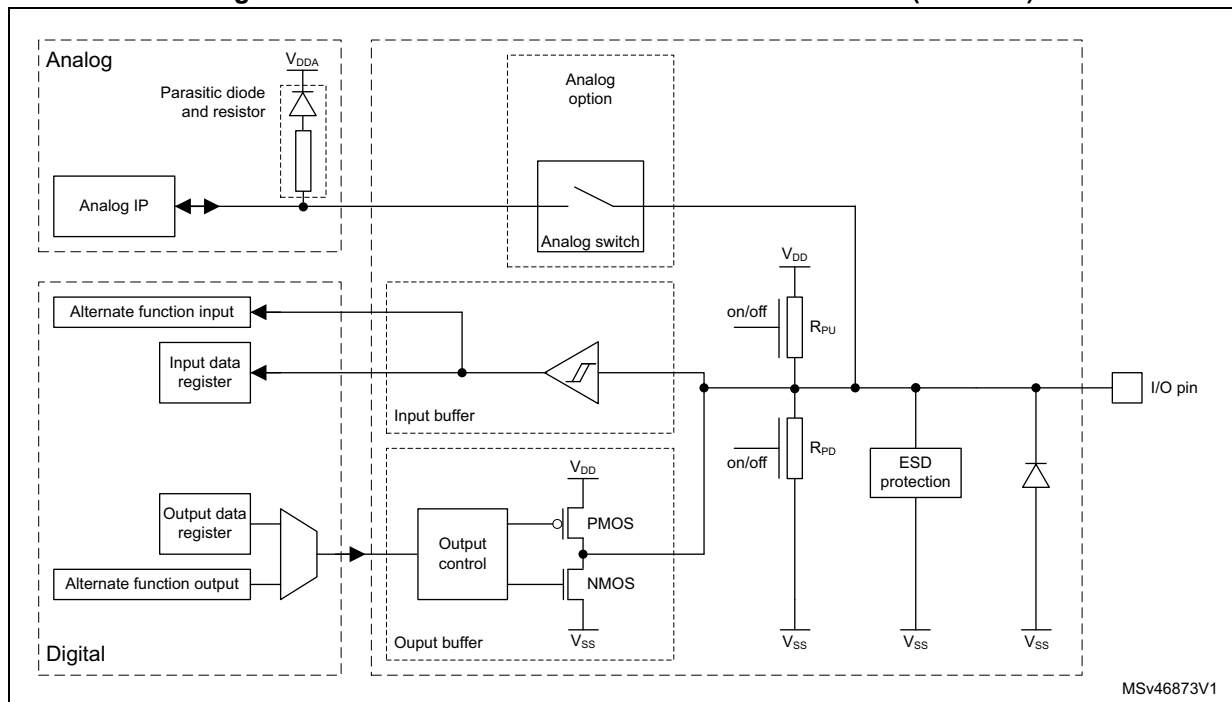 Analog
VDDA
Parasitic diode
and resistor
Analog IP
Analog
option
Analog switch
VDD
on/off
RPU
Alternate function input
Input data
register
Input buffer
I/O pin
on/off
RPD
ESD
protection
VDD
Output data
register
Output
control
PMOS
Alternate function output
NMOS
VSS
VSS
VSS
VSS
Ouput buffer
Digital
MSv46873V1